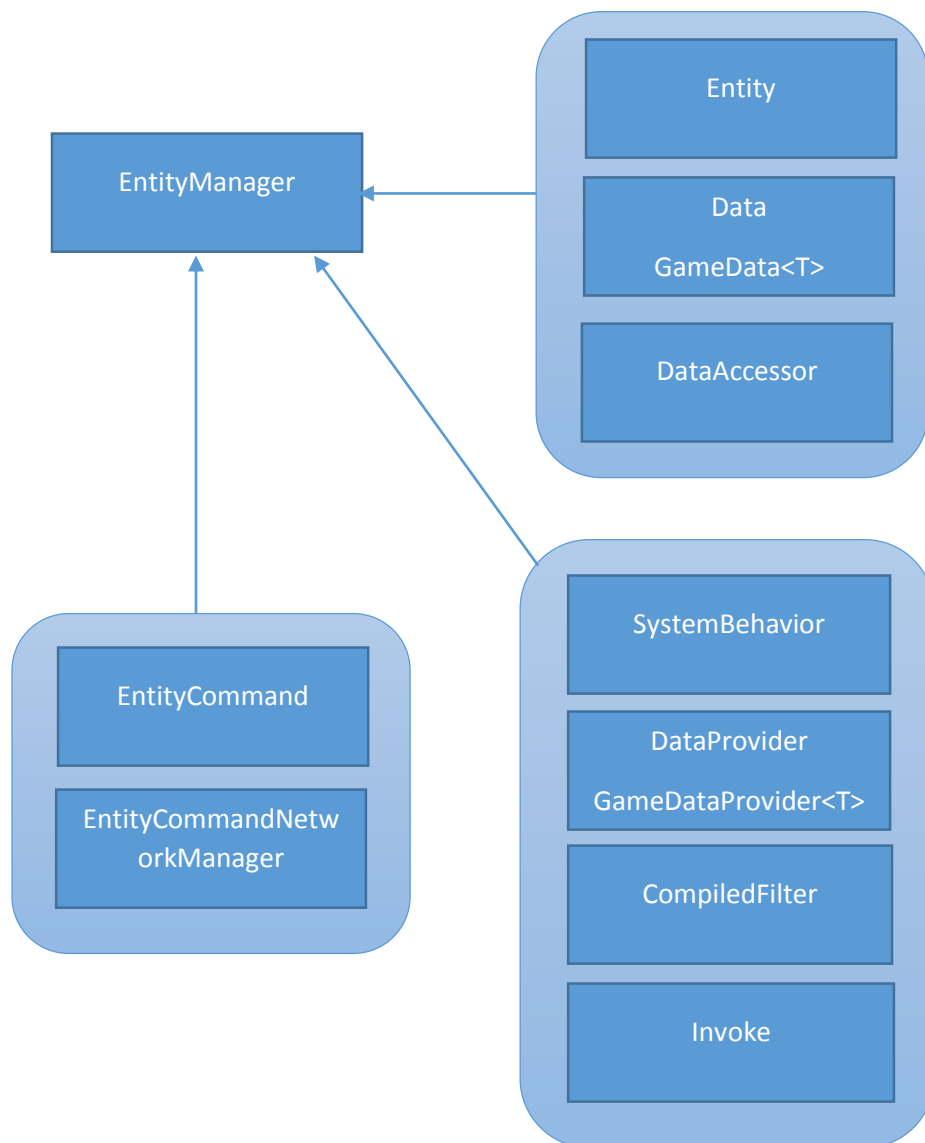 EntityManager
Entity
Data
GameData<T>
DataAccessor
EntityCommand
EntityCommandNetw
orkManager
SystemBehavior
DataProvider
GameDataProvider<T>
CompiledFilter
Invoke